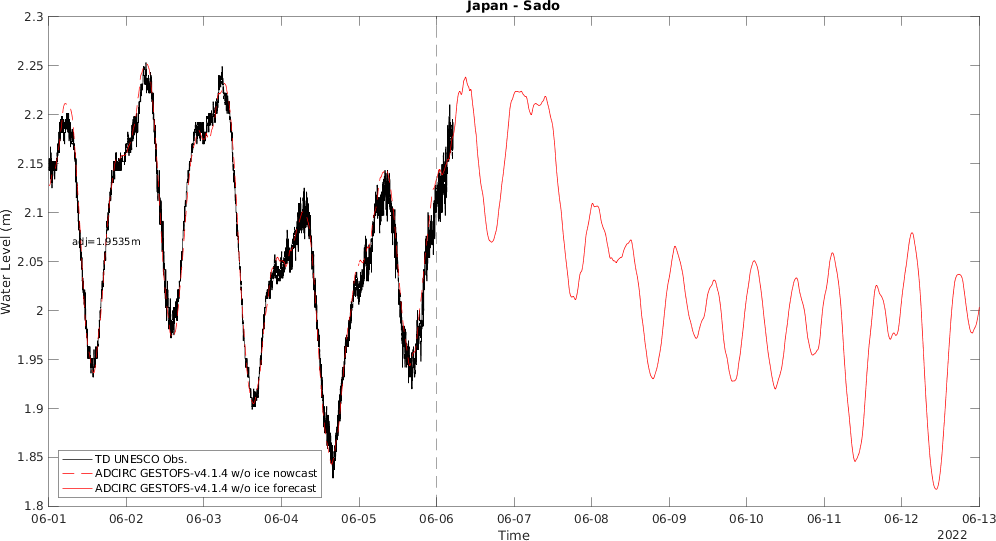 Japan - Sado
2.3
2.25
2.2
2.15
2.1
2.05
2
1.95
1.9
1.85
1.8
Water Level (m)
adj=1.9535m
TD UNESCO Obs.
ADCIRC GESTOFS-v4.1.4 w/o ice nowcast
ADCIRC GESTOFS-v4.1.4 w/o ice forecast
06-01 06-02 06-03 06-04 06-05 06-06 06-07 06-08 06-09 06-10 06-11 06-12 06-13
Time
2022